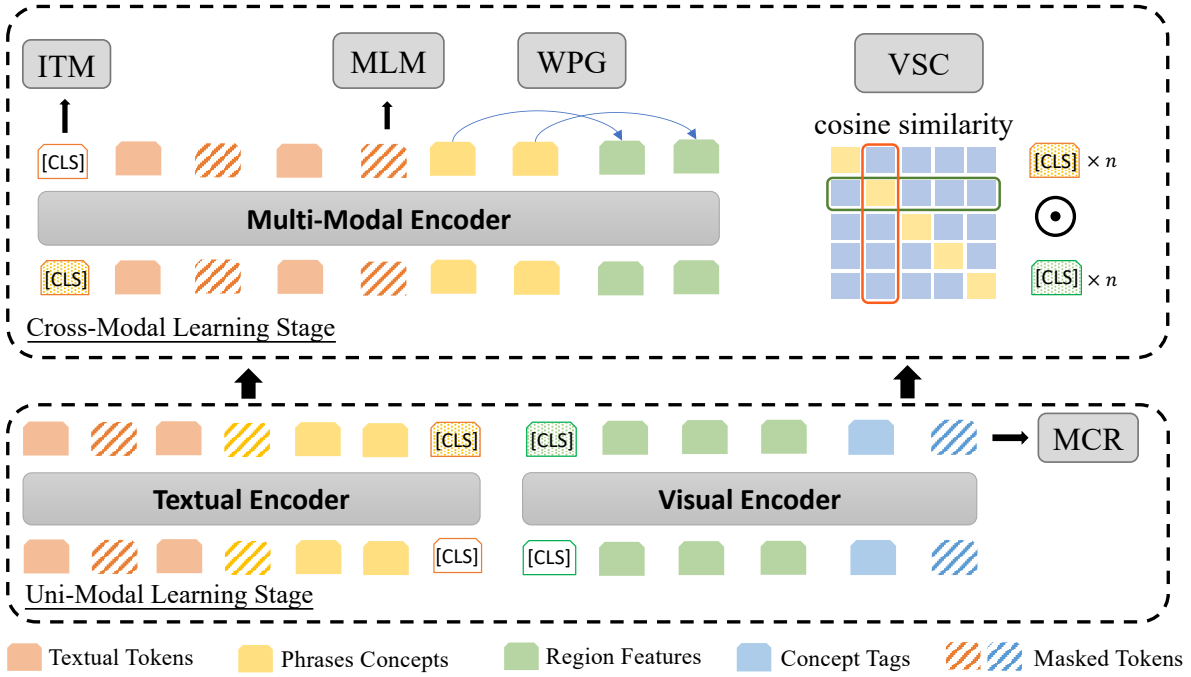 ITM
MLM
WPG
VSC
cosine similarity
[CLS]
[CLS] × n
Multi-Modal Encoder
[CLS]
[CLS] × n
Cross-Modal Learning Stage
[CLS]
[CLS]
MCR
Textual Encoder
Visual Encoder
[CLS]
[CLS]
Uni-Modal Learning Stage
Textual Tokens
Phrases Concepts
Region Features
Concept Tags
Masked Tokens